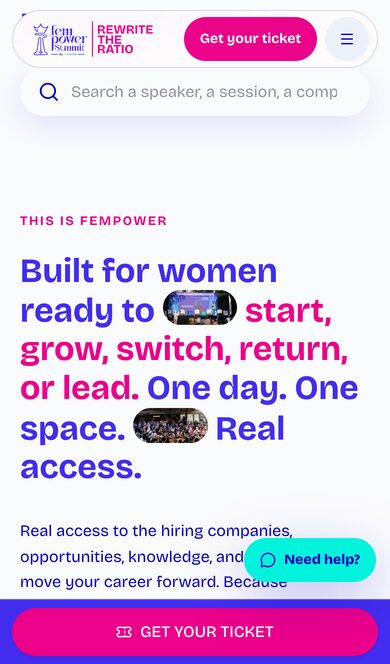 fem
power
Summit
REWRITE
THE
RATIO
Get your ticket
Search a speaker, a session, a comp
THIS IS FEMPOWER
Built for women
ready to start,
grow, switch, return,
or lead. One day. One
space. Real
access.
Real access to the hiring companies,
opportunities, knowledge, and
move your career forward. Because
Need help?
GET YOUR TICKET